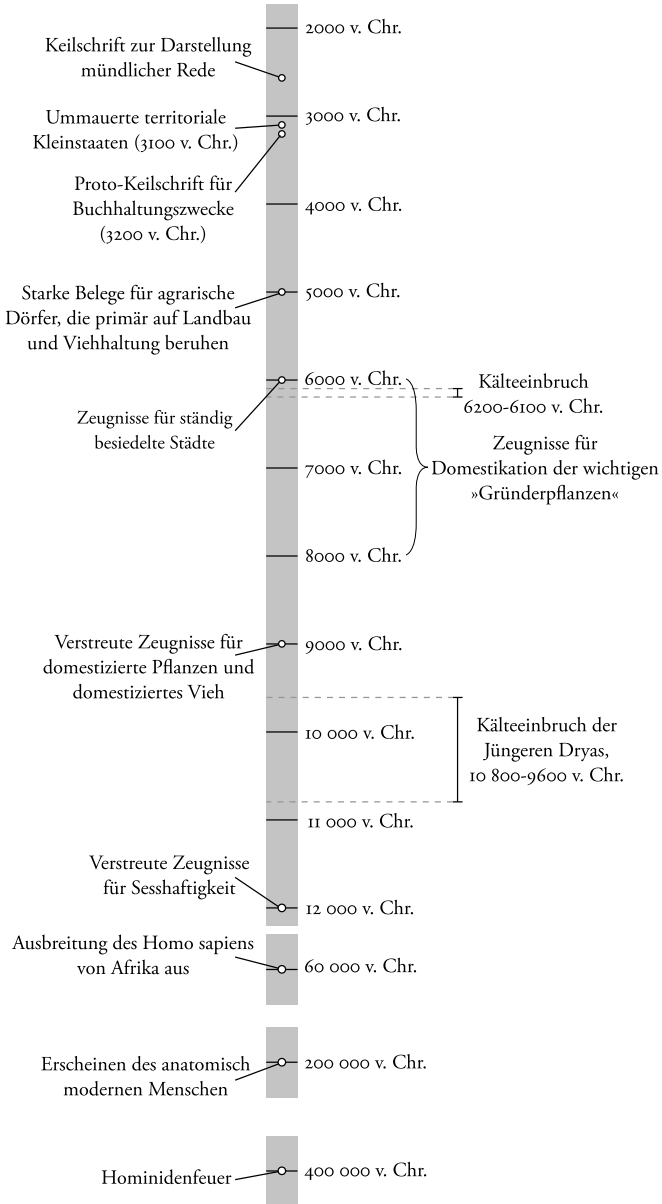 2000 v. Chr.
Keilschrift zur Darstellung
mündlicher Rede
Ummauerte territoriale
Kleinstaaten (3100 v. Chr.)
3000 v. Chr.
Proto-Keilschrift für
Buchhaltungszwecke
(3200 v. Chr.)
4000 v. Chr.
Starke Belege für agrarische
Dörfer, die primär auf Landbau
und Viehhaltung beruhen
5000 v. Chr.
6000 v. Chr.
Kälteeinbruch
6200-6100 v. Chr.
Zeugnisse für ständig
besiedelte Städte
Zeugnisse für
Domestikation der wichtigen
»Gründerpflanzen«
7000 v. Chr.
8000 v. Chr.
Verstreute Zeugnisse für
domestizierte Pflanzen und
domestiziertes Vieh
9000 v. Chr.
10 000 v. Chr.
Kälteeinbruch der
Jüngeren Dryas,
10 800-9600 v. Chr.
11 000 v. Chr.
Verstreute Zeugnisse
für Sesshaftigkeit
12 000 v. Chr.
Ausbreitung des Homo sapiens
von Afrika aus
60 000 v. Chr.
Erscheinen des anatomisch
modernen Menschen
200 000 v. Chr.
Hominidenfeuer
400 000 v. Chr.